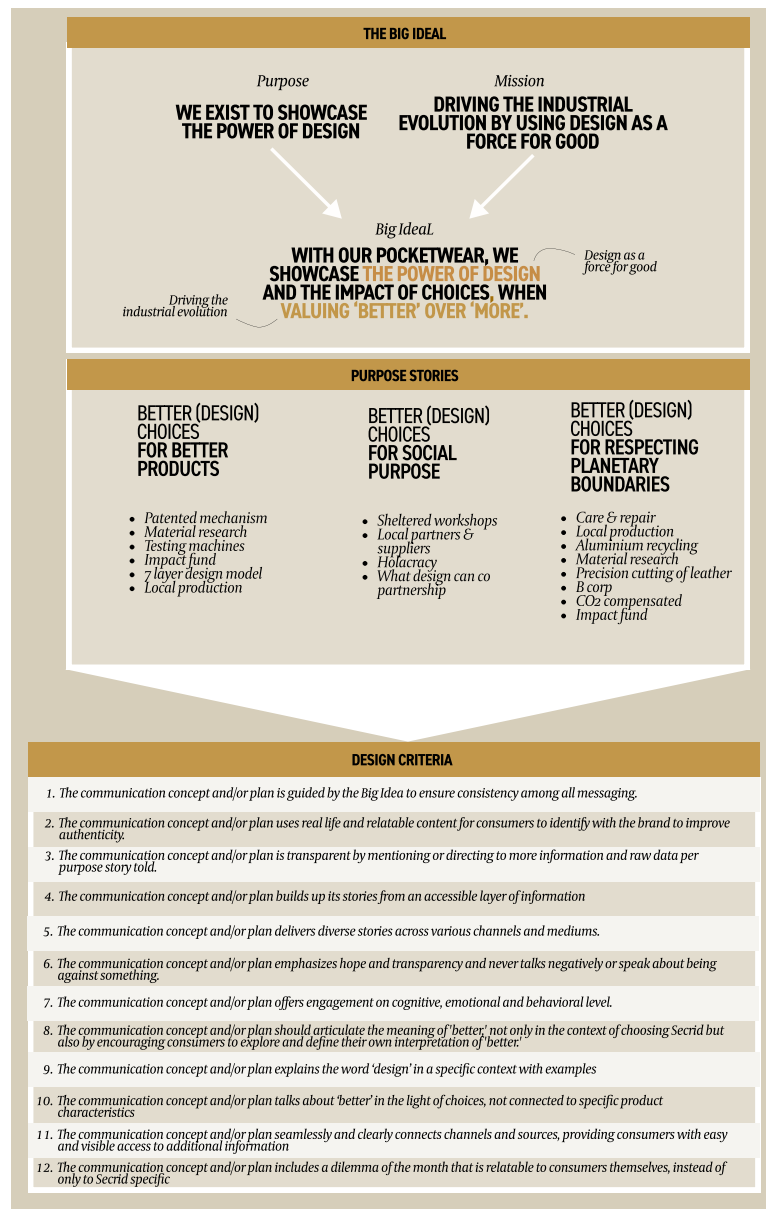 THE BIG IDEAL
Purpose
WE EXIST TO SHOWCASE
THE POWER OF DESIGN
Mission
DRIVING THE INDUSTRIAL
EVOLUTION BY USING DESIGN AS A
FORCE FOR GOOD
Big IdeaL
WITH OUR POCKETWEAR, WE
SHOWCASE THE POWER OF DESIGN
AND THE IMPACT OF CHOICES, WHEN
VALUING ‘BETTER’ OVER ‘MORE’.
Design as a
force for good
Driving the
industrial evolution
PURPOSE STORIES
BETTER (DESIGN)
CHOICES
FOR BETTER
PRODUCTS
• Patented mechanism
• Material research
• Testing machines
• Impact fund
• 7 layer design model
• Local production
BETTER (DESIGN)
CHOICES
FOR SOCIAL
PURPOSE
• Sheltered workshops
• Local partners &
suppliers
• Holacracy
• What design can co
partnership
BETTER (DESIGN)
CHOICES
FOR RESPECTING
PLANETARY
BOUNDARIES
• Care & repair
• Local production
• Aluminium recycling
• Material research
• Precision cutting of leather
• B corp
• CO2 compensated
• Impact fund
DESIGN CRITERIA
1. The communication concept and/or plan is guided by the Big Idea to ensure consistency among all messaging.
2. The communication concept and/or plan uses real life and relatable content for consumers to identify with the brand to improve
authenticity.
3. The communication concept and/or plan is transparent by mentioning or directing to more information and raw data per
purpose story told.
4. The communication concept and/or plan builds up its stories from an accessible layer of information
5. The communication concept and/or plan delivers diverse stories across various channels and mediums.
6. The communication concept and/or plan emphasizes hope and transparency and never talks negatively or speak about being
against something.
7. The communication concept and/or plan offers engagement on cognitive, emotional and behavioral level.
8. The communication concept and/or plan should articulate the meaning of 'better,' not only in the context of choosing Secrid but
also by encouraging consumers to explore and define their own interpretation of 'better.'
9. The communication concept and/or plan explains the word ‘design’ in a specific context with examples
10. The communication concept and/or plan talks about ‘better’ in the light of choices, not connected to specific product
characteristics
11. The communication concept and/or plan seamlessly and clearly connects channels and sources, providing consumers with easy
and visible access to additional information
12. The communication concept and/or plan includes a dilemma of the month that is relatable to consumers themselves, instead of
only to Secrid specific